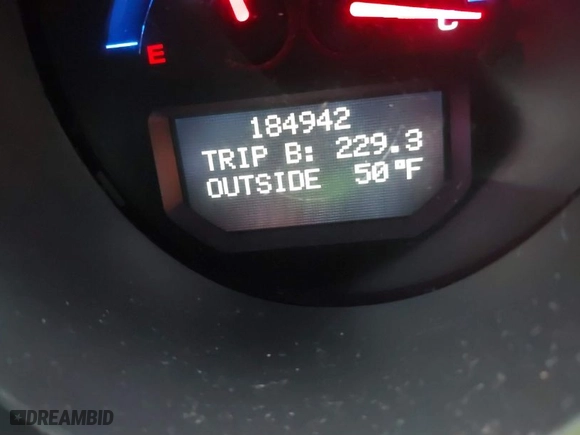 E
C
184942
TRIP B: 229.3
OUTSIDE 50°F
DREAMBID